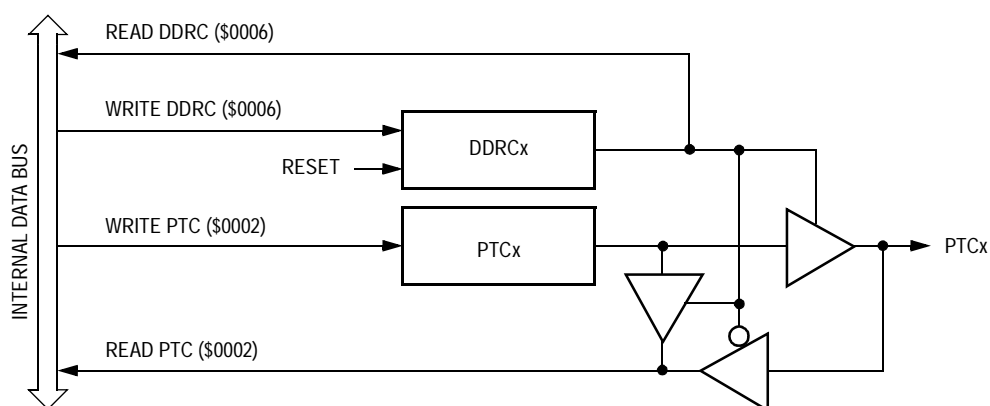 READ DDRC ($0006)
WRITE DDRC ($0006)
DDRCx
RESET
INTERNAL DATA BUS
WRITE PTC ($0002)
PTCx
PTCx
READ PTC ($0002)